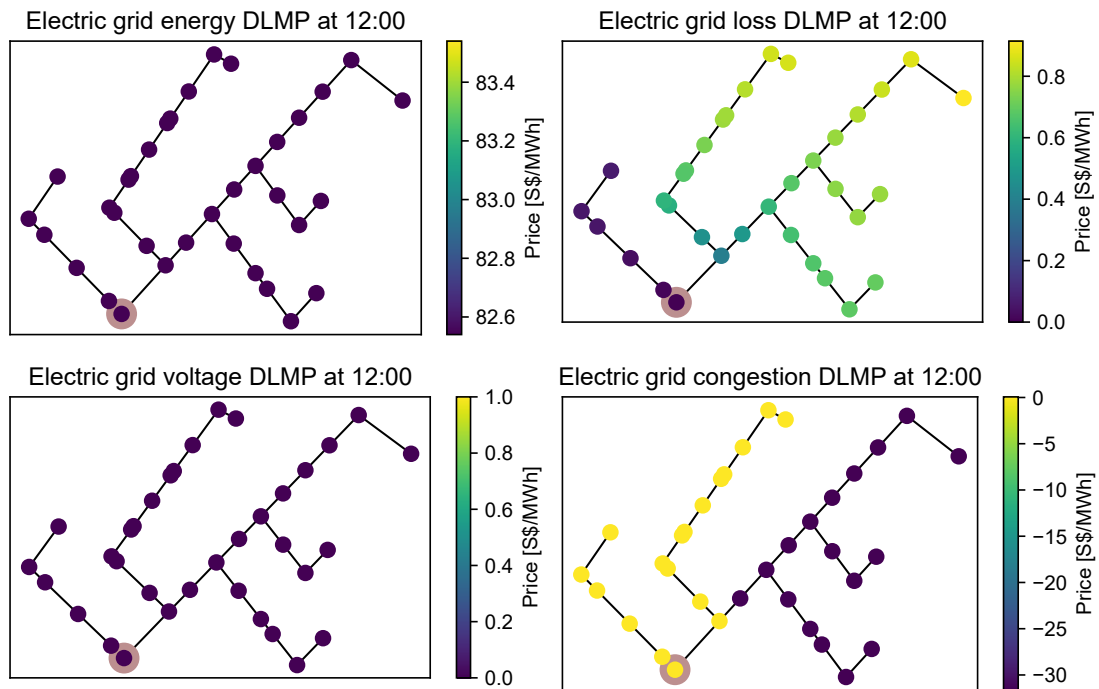 Electric grid energy DLMP at 12:00
83.4
83.2
83.0
82.8
82.6
Price [S$/MWh]
Electric grid loss DLMP at 12:00
0.8
0.6
0.4
0.2
0.0
Price [S$/MWh]
Electric grid voltage DLMP at 12:00
1.0
0.8
0.6
0.4
0.2
0.0
Price [S$/MWh]
Electric grid congestion DLMP at 12:00
0
−5
−10
−15
−20
−25
−30
Price [S$/MWh]